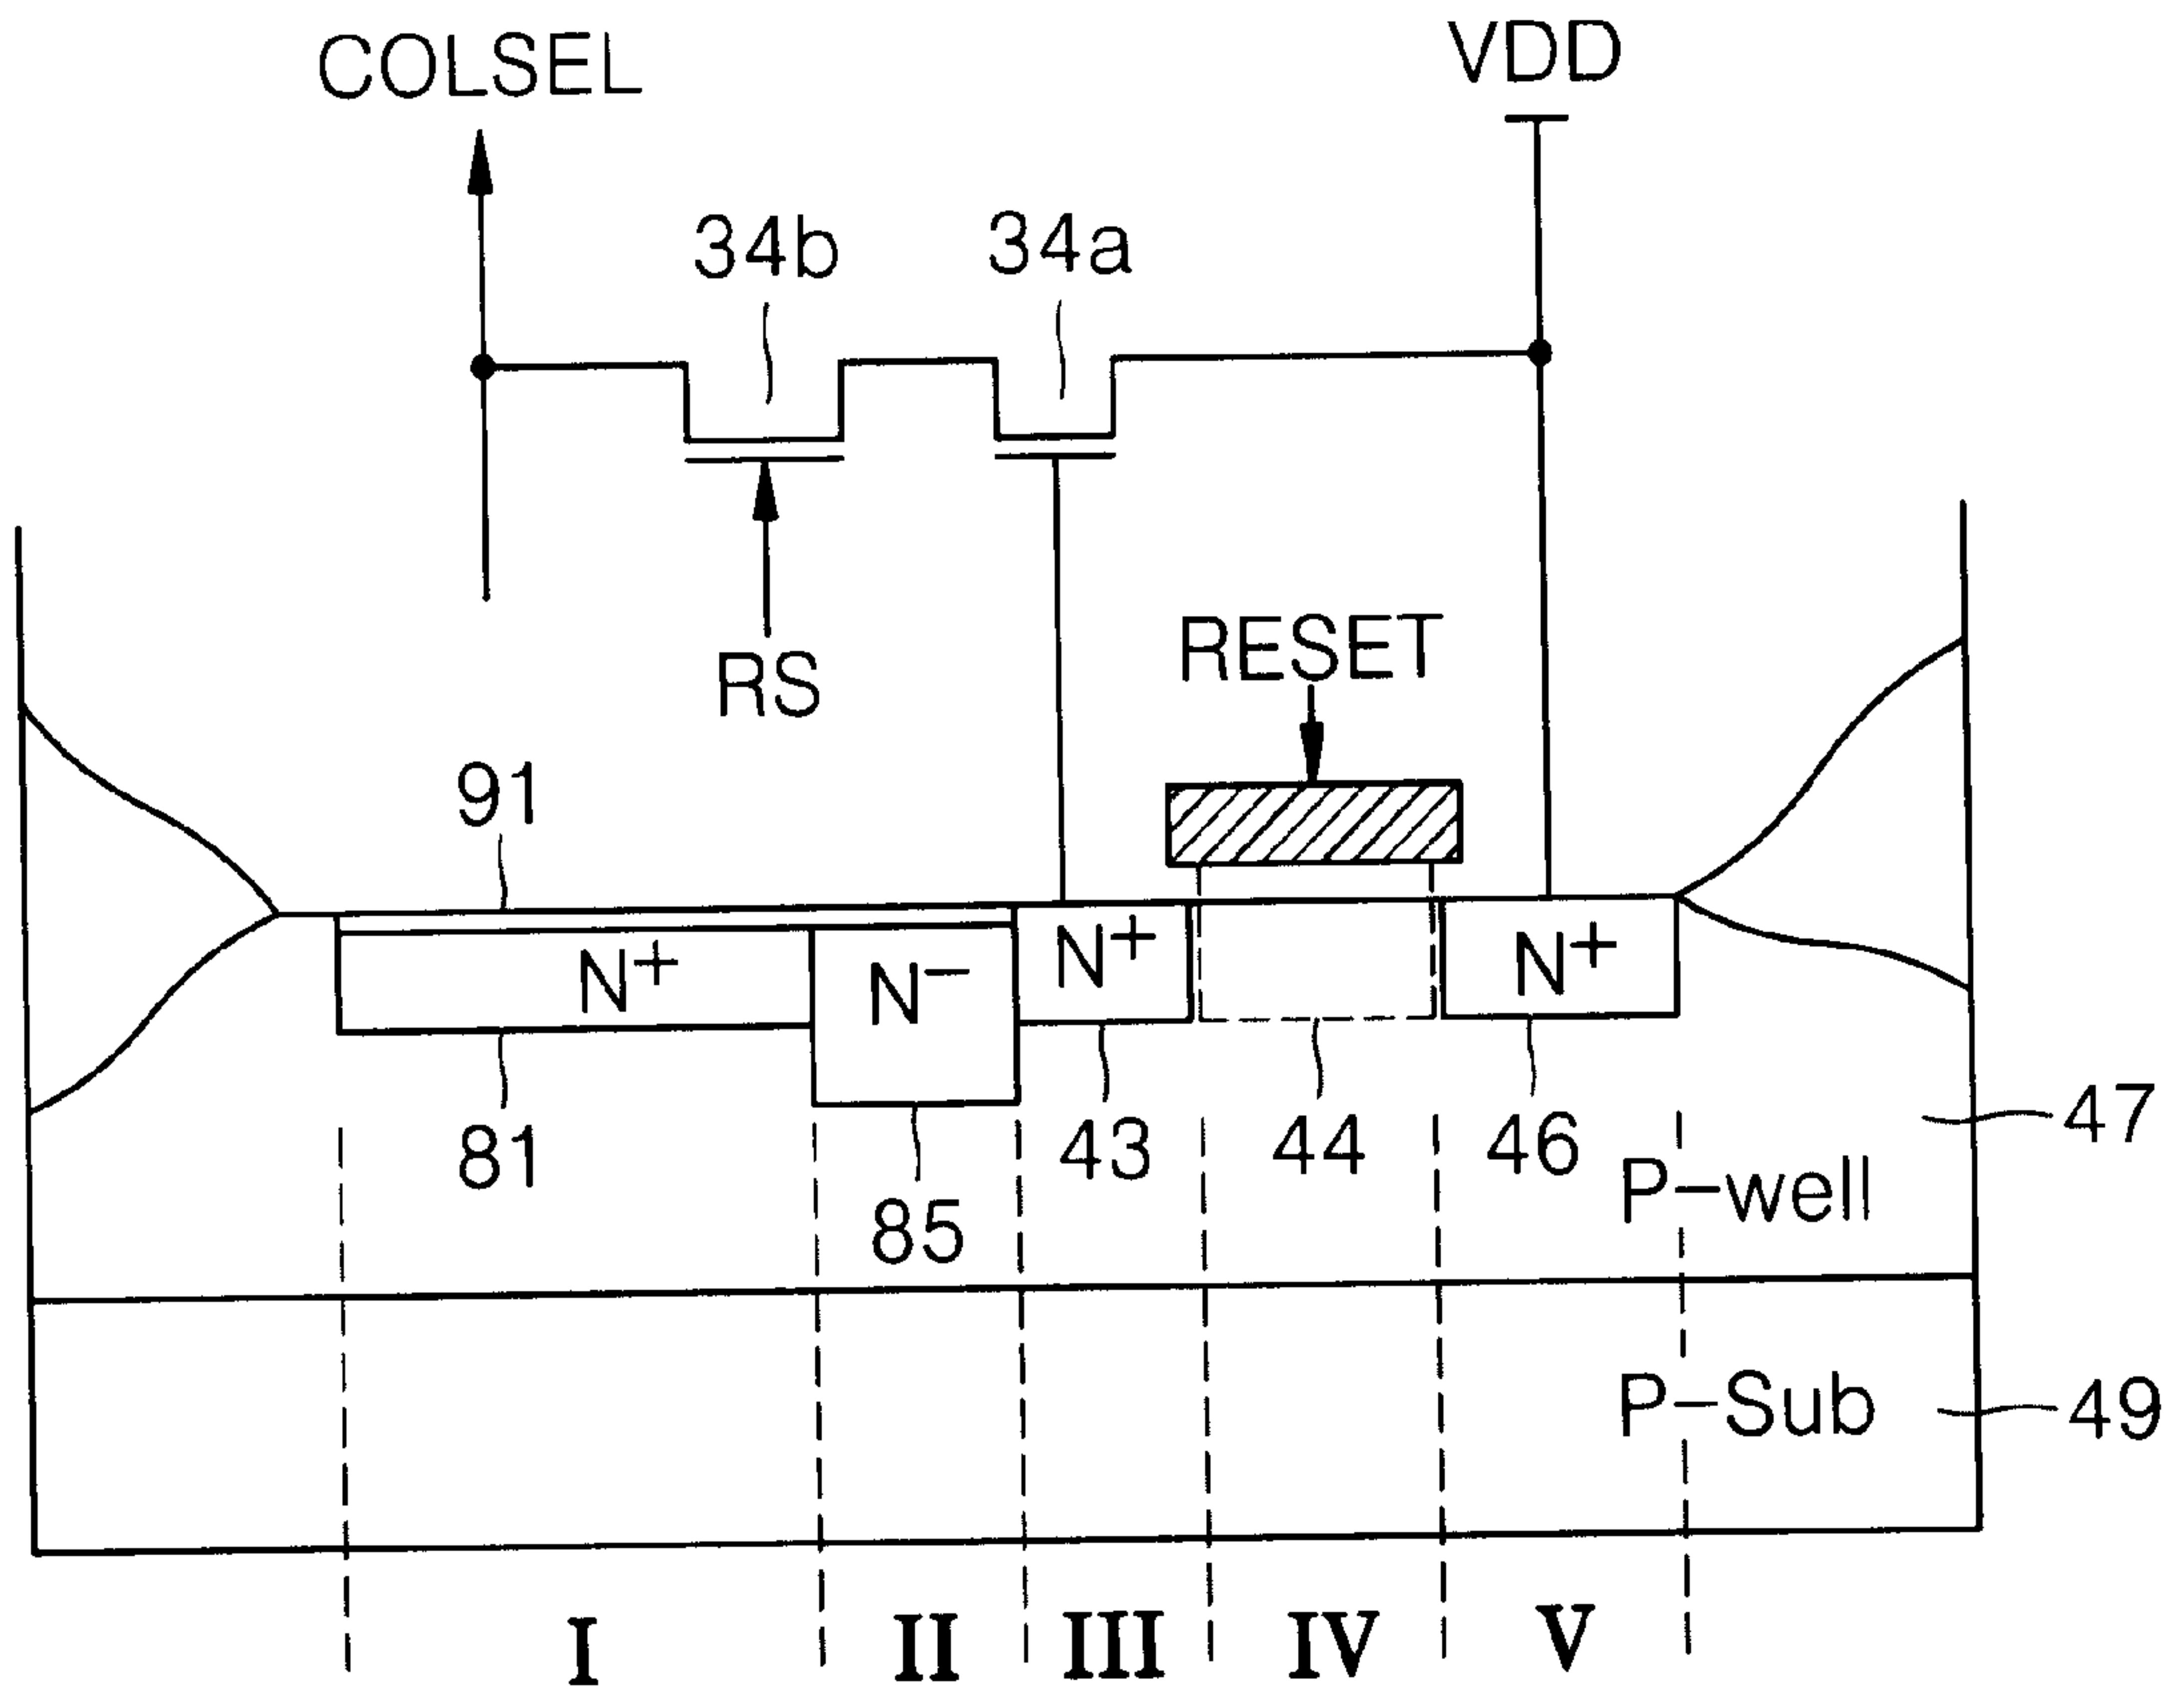 COLSEL
VDD
34b
34a
RS
RESET
91
N+
N−
N+
N+
81
85
43
44
46
47
P-well
P-Sub
49
I
II
III
IV
V